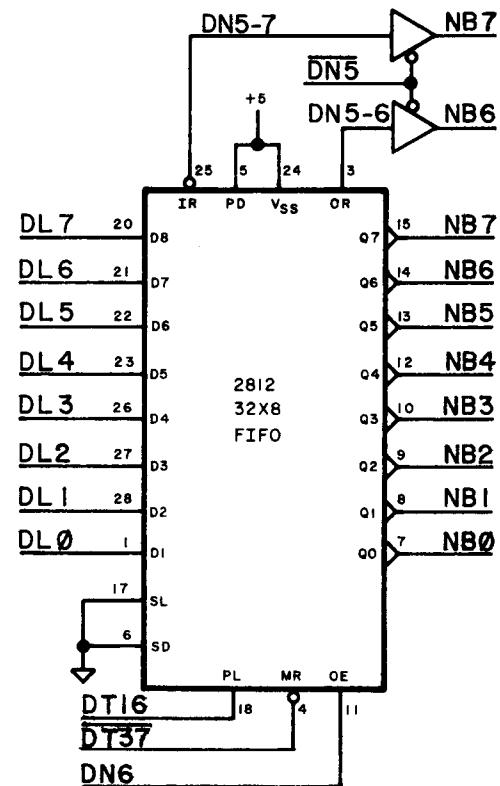 DN5-7 NB7
DN5
DN5-6 NB6
+5
25 5 24 3
IR PD VSS OR
DL7 20 D8 Q7 15 NB7
DL6 21 D7 Q6 14 NB6
DL5 22 D6 Q5 13 NB5
DL4 23 D5 Q4 12 NB4
2812
32X8
FIFO
DL3 26 D4 Q3 10 NB3
DL2 27 D3 Q2 9 NB2
DL1 28 D2 Q1 8 NB1
DLØ 1 D1 Q0 7 NBØ
17 SL
6 SD
PL MR OE
DT16 18 4 11
DT37
DN6